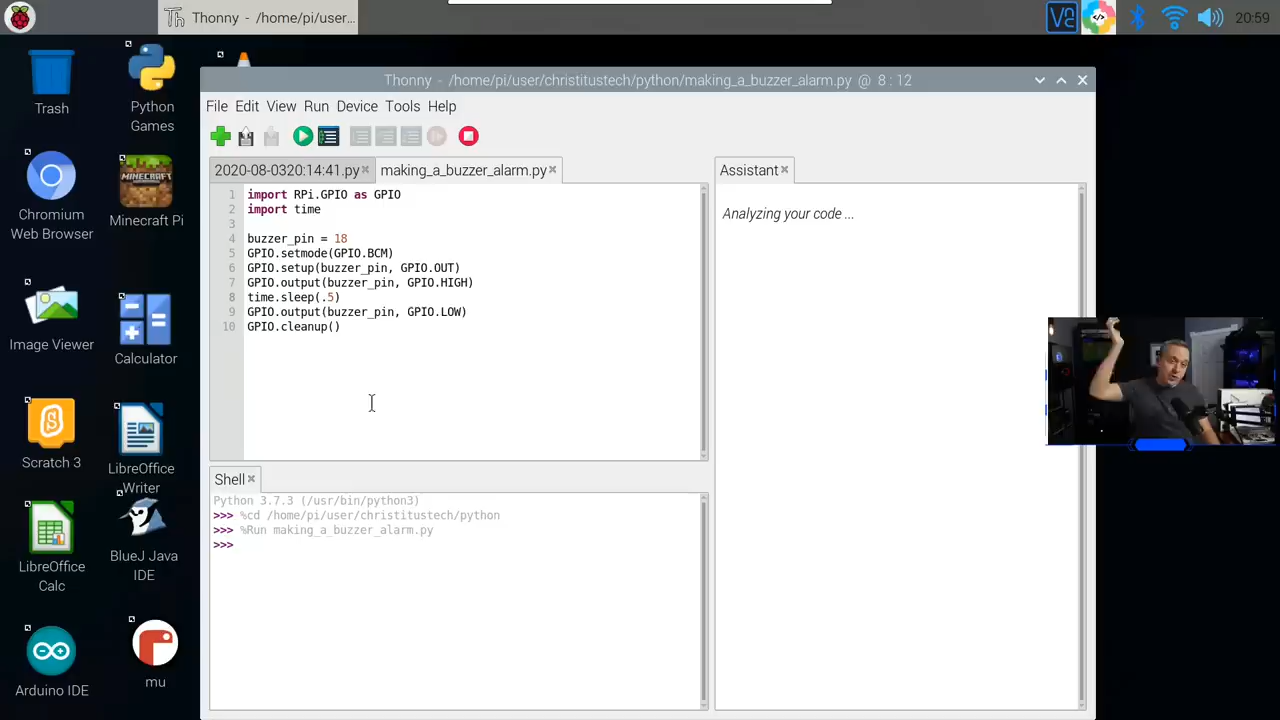 Thonny - /home/pi/user...
20:59
Trash
Python
Games
Chromium
Web Browser
Minecraft Pi
Image Viewer
Calculator
Scratch 3
LibreOffice
Writer
LibreOffice
Calc
BlueJ Java
IDE
Arduino IDE
mu
Thonny - /home/pi/user/christitustech/python/making_a_buzzer_alarm.py @ 8 : 12
File Edit View Run Device Tools Help
2020-08-0320:14:41.py
making_a_buzzer_alarm.py
1 import RPi.GPIO as GPIO
2 import time
3
4 buzzer_pin = 18
5 GPIO.setmode(GPIO.BCM)
6 GPIO.setup(buzzer_pin, GPIO.OUT)
7 GPIO.output(buzzer_pin, GPIO.HIGH)
8 time.sleep(.5)
9 GPIO.output(buzzer_pin, GPIO.LOW)
10 GPIO.cleanup()
Assistant
Analyzing your code ...
Shell
Python 3.7.3 (/usr/bin/python3)
>>> %cd /home/pi/user/christitustech/python
>>> %Run making_a_buzzer_alarm.py
>>>